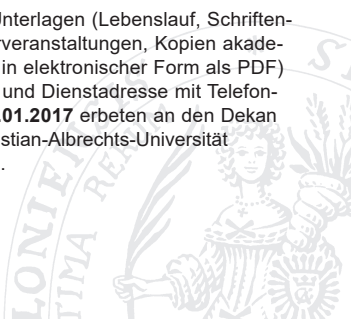 Unterlagen (Lebenslauf, Schriften-
rveranstaltungen, Kopien akade-
in elektronischer Form als PDF)
und Dienstadresse mit Telefon-
.01.2017 erbeten an den Dekan
stian-Albrechts-Universität
.